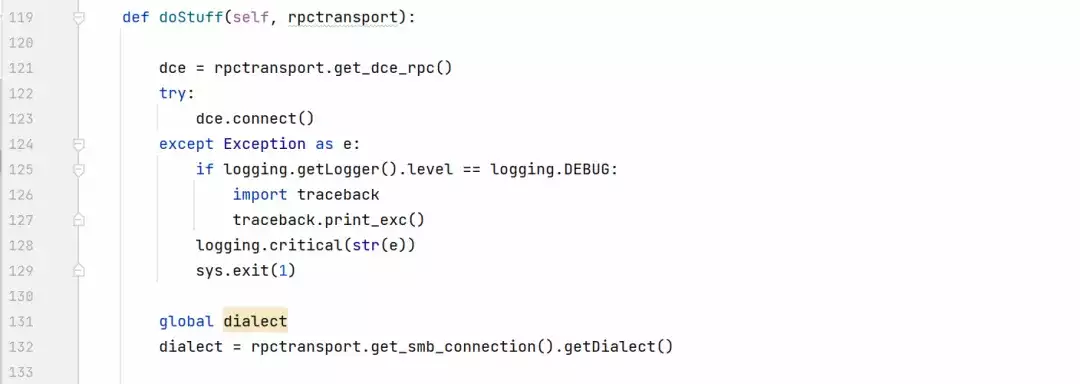 119 def doStuff(self, rpctransport):
120
121 dce = rpctransport.get_dce_rpc()
122 try:
123 dce.connect()
124 except Exception as e:
125 if logging.getLogger().level == logging.DEBUG:
126 import traceback
127 traceback.print_exc()
128 logging.critical(str(e))
129 sys.exit(1)
130
131 global dialect
132 dialect = rpctransport.get_smb_connection().getDialect()
133